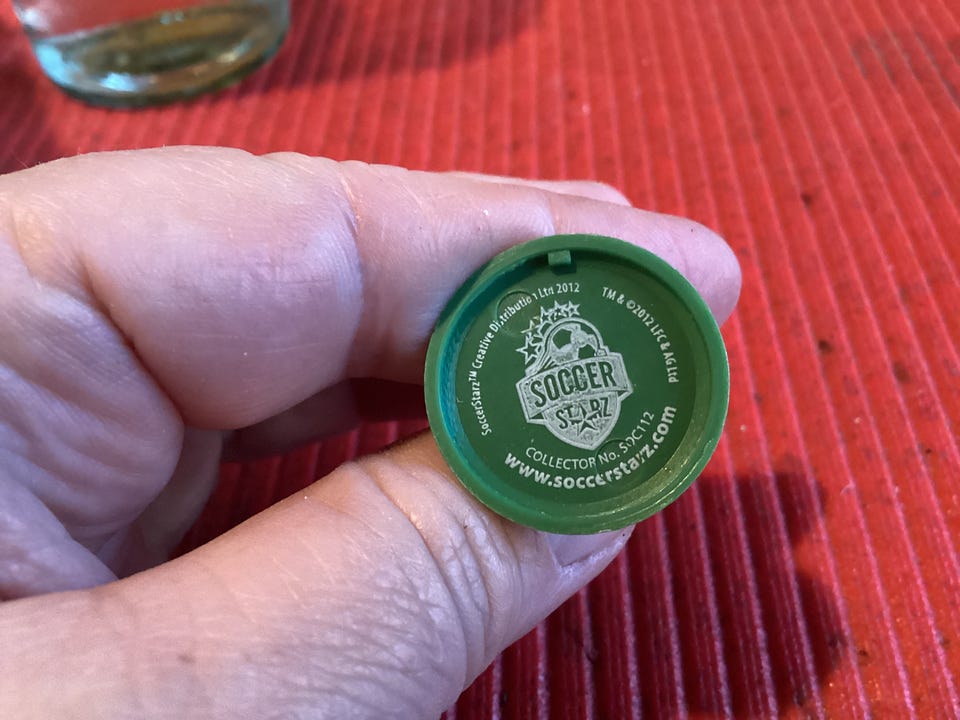 SoccerStarz™ Creative Distribution Ltd 2012
TM & ©2012 LFC & AG Ltd
SOCCER
STARZ
COLLECTOR No. SOC112
www.soccerstarz.com